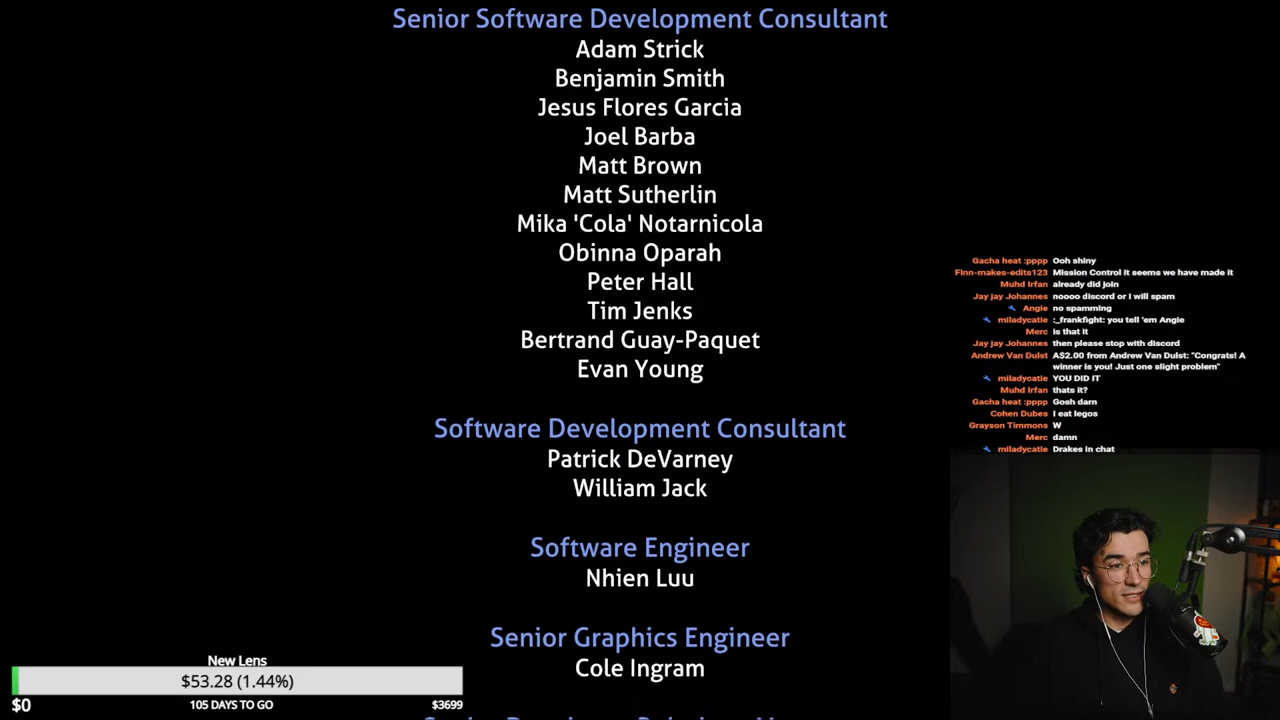 Senior Software Development Consultant
Adam Strick
Benjamin Smith
Jesus Flores Garcia
Joel Barba
Matt Brown
Matt Sutherlin
Mika 'Cola' Notarnicola
Obinna Oparah
Peter Hall
Tim Jenks
Bertrand Guay-Paquet
Evan Young
Software Development Consultant
Patrick DeVarney
William Jack
Software Engineer
Nhien Luu
Senior Graphics Engineer
Cole Ingram
Gacha heat :pppp Ooh shiny
Finn-makes-edits123 Mission Control it seems we have made it
Muhd Irfan already did join
Jay jay Johannes noooo discord or I will spam
Angie no spamming
miladycatie :_frankfight: you tell 'em Angie
Merc is that it
Jay jay Johannes then please stop with discord
Andrew Van Dulst A$2.00 from Andrew Van Dulst: "Congrats! A
winner is you! Just one slight problem"
miladycatie YOU DID IT
Muhd Irfan thats it?
Gacha heat :pppp Gosh darn
Cohen Dubes I eat legos
Grayson Timmons W
Merc damn
miladycatie Drakes in chat
New Lens
$53.28 (1.44%)
$0 105 DAYS TO GO $3699